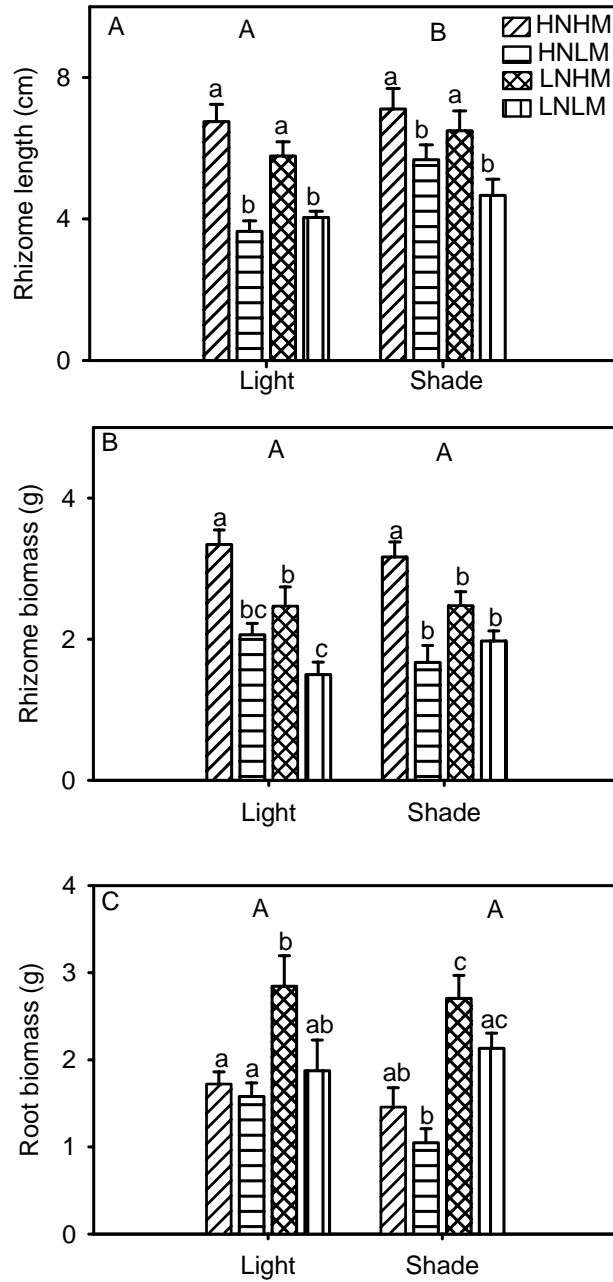 A A B
HNHM
HNLM
LNHM
LNLM
Rhizome length (cm)
8
4
0
a b a b
a b a b
Light Shade
B A A
Rhizome biomass (g)
4
2
0
a bc b c
a b b b
Light Shade
C A A
Root biomass (g)
4
3
2
1
0
a a b ab
ab b c ac
Light Shade